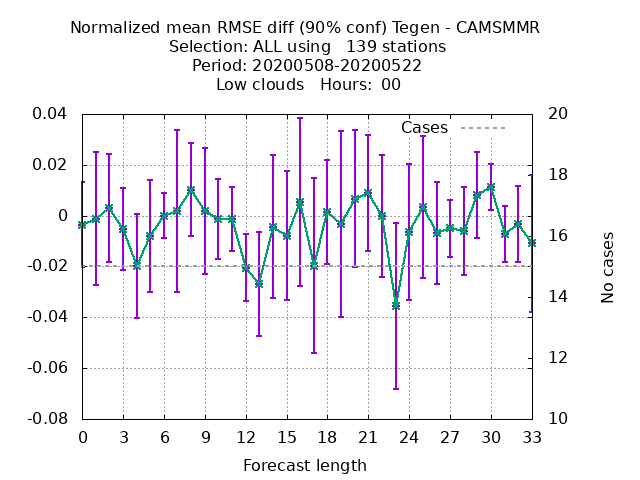 Normalized mean RMSE diff (90% conf) Tegen - CAMSMMR
Selection: ALL using   139 stations
Period: 20200508-20200522
Low clouds   Hours:  00
Cases
0.04
0.02
0
-0.02
-0.04
-0.06
-0.08
20
18
16
14
12
10
No cases
0 3 6 9 12 15 18 21 24 27 30 33
Forecast length